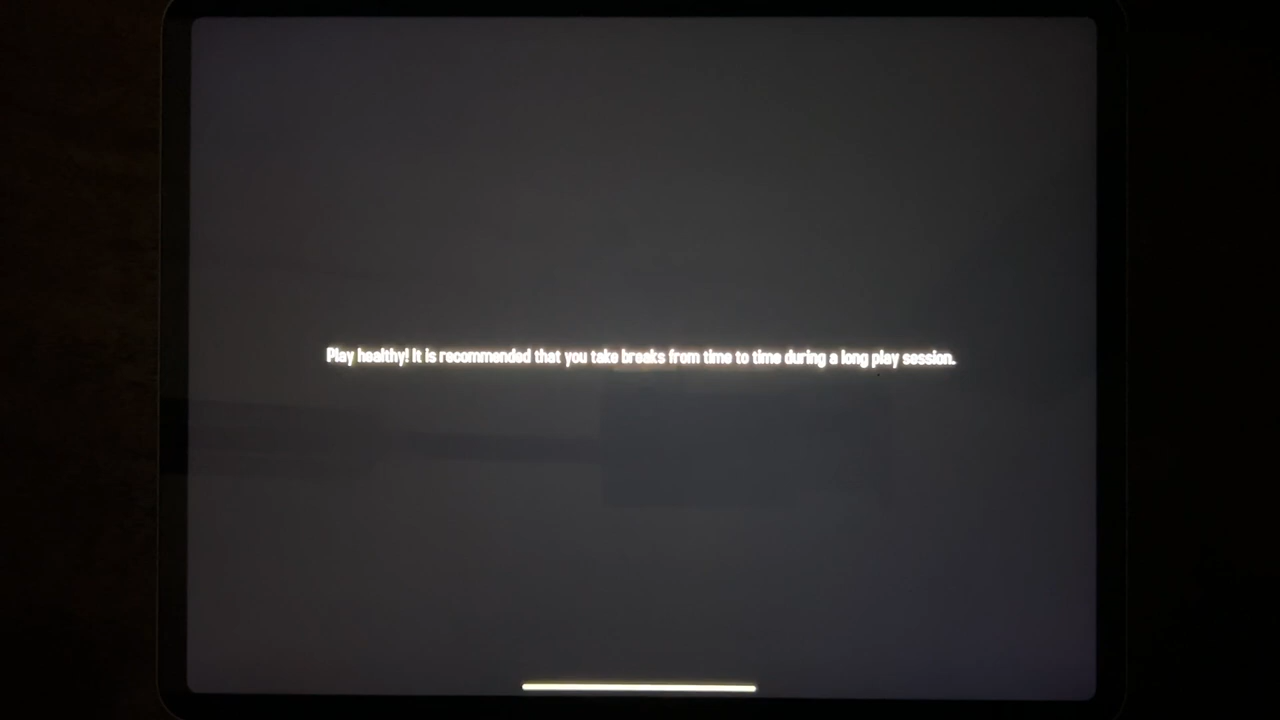 Play healthy! It is recommended that you take breaks from time to time during a long play session.